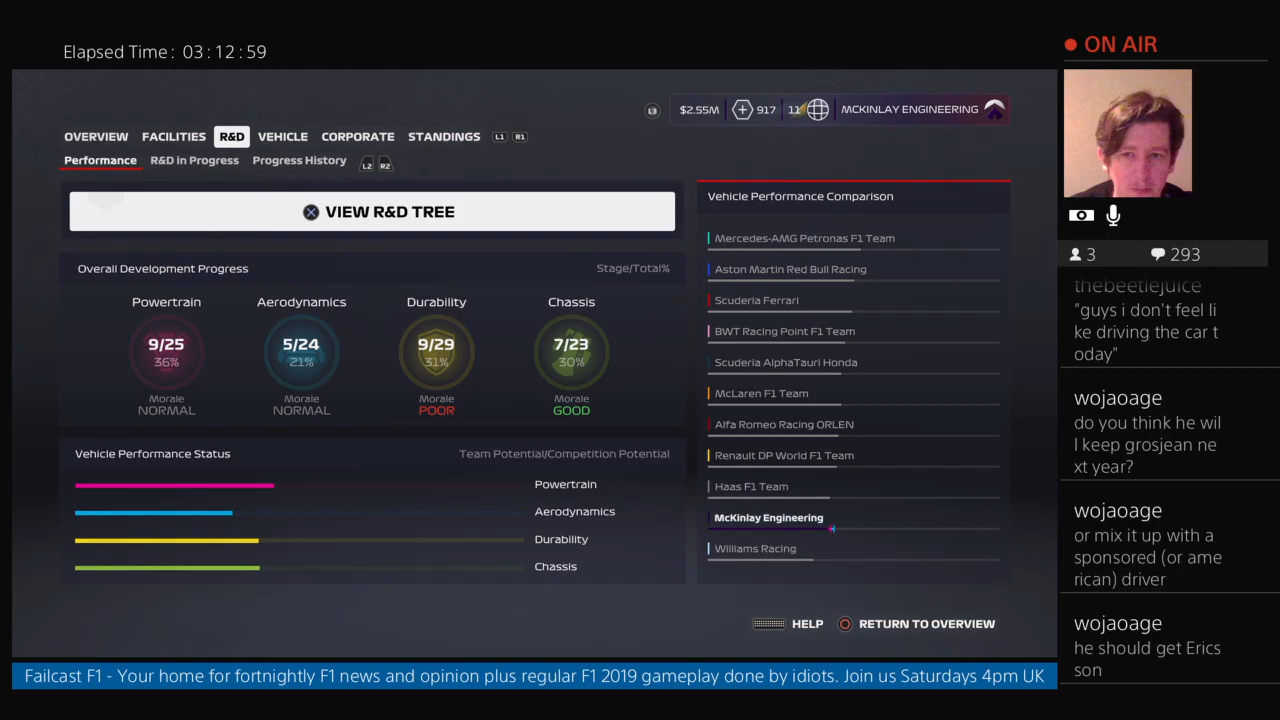 Elapsed Time: 03:12:59
ON AIR
$2.55M
917
11
MCKINLAY ENGINEERING
OVERVIEW FACILITIES R&D VEHICLE CORPORATE STANDINGS L1 R1
Performance R&D in Progress Progress History L2 R2
VIEW R&D TREE
Overall Development Progress Stage/Total%
Powertrain Aerodynamics Durability Chassis
9/25 5/24 9/29 7/23
36% 21% 31% 30%
Morale Morale Morale Morale
NORMAL NORMAL POOR GOOD
Vehicle Performance Status Team Potential/Competition Potential
Powertrain
Aerodynamics
Durability
Chassis
Vehicle Performance Comparison
Mercedes-AMG Petronas F1 Team
Aston Martin Red Bull Racing
Scuderia Ferrari
BWT Racing Point F1 Team
Scuderia AlphaTauri Honda
McLaren F1 Team
Alfa Romeo Racing ORLEN
Renault DP World F1 Team
Haas F1 Team
McKinlay Engineering
Williams Racing
HELP RETURN TO OVERVIEW
3 293
thebeetlejuice
"guys i don't feel li
ke driving the car t
oday"
wojaoage
do you think he wil
l keep grosjean ne
xt year?
wojaoage
or mix it up with a
sponsored (or ame
rican) driver
wojaoage
he should get Erics
son
Failcast F1 - Your home for fortnightly F1 news and opinion plus regular F1 2019 gameplay done by idiots. Join us Saturdays 4pm UK